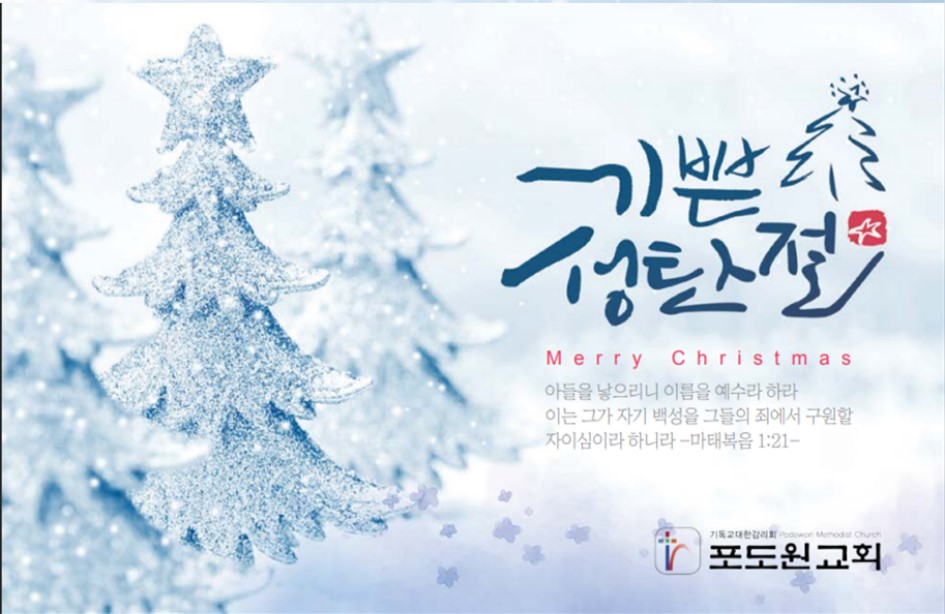 기쁜
성탄절
Merry Christmas
아들을 낳으리니 이름을 예수라 하라
이는 그가 자기 백성을 그들의 죄에서 구원할
자이심이라 하니라 -마태복음 1:21-
기독교대한감리회 Podowon Methodist Church
포도원교회